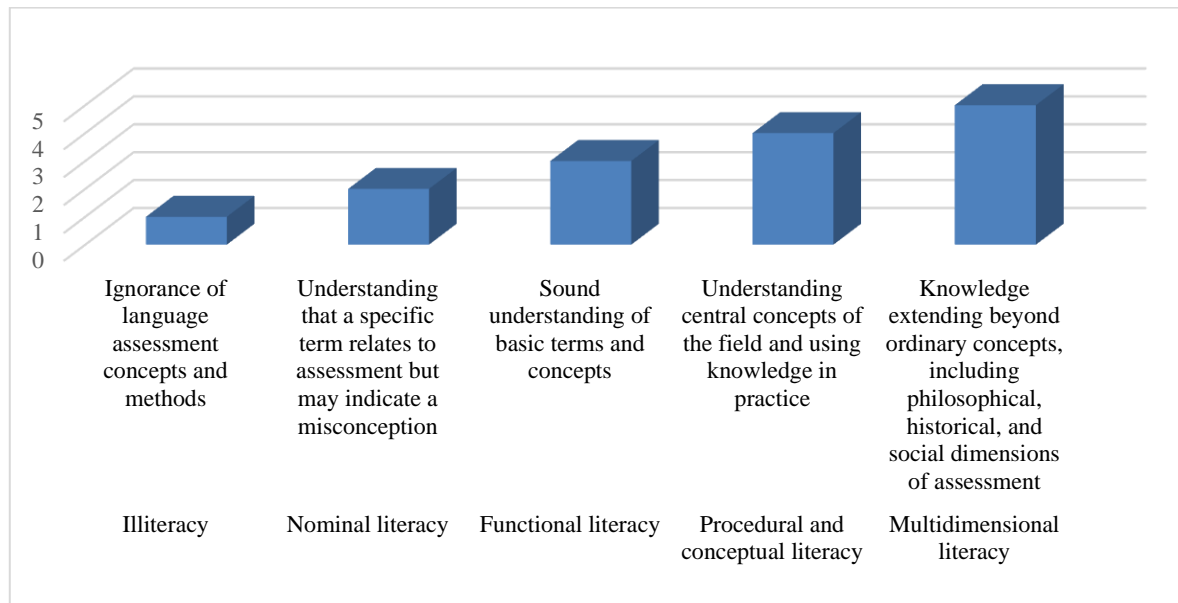 5
4
3
2
1
0
Ignorance of
language
assessment
concepts and
methods
Understanding
that a specific
term relates to
assessment but
may indicate a
misconception
Sound
understanding of
basic terms and
concepts
Understanding
central concepts of
the field and using
knowledge in
practice
Knowledge
extending beyond
ordinary concepts,
including
philosophical,
historical, and
social dimensions
of assessment
Illiteracy
Nominal literacy
Functional literacy
Procedural and
conceptual literacy
Multidimensional
literacy